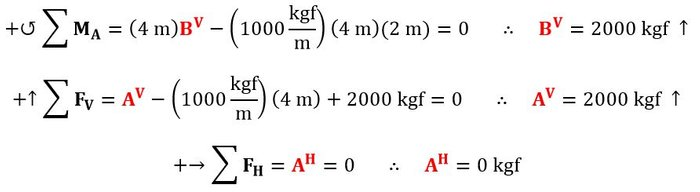 +↺ ∑ M_A = (4 m)B^V − (1000 kgf/m) (4 m)(2 m) = 0 ∴ B^V = 2000 kgf ↑
+↑ ∑ F_V = A^V − (1000 kgf/m) (4 m) + 2000 kgf = 0 ∴ A^V = 2000 kgf ↑
+→ ∑ F_H = A^H = 0 ∴ A^H = 0 kgf